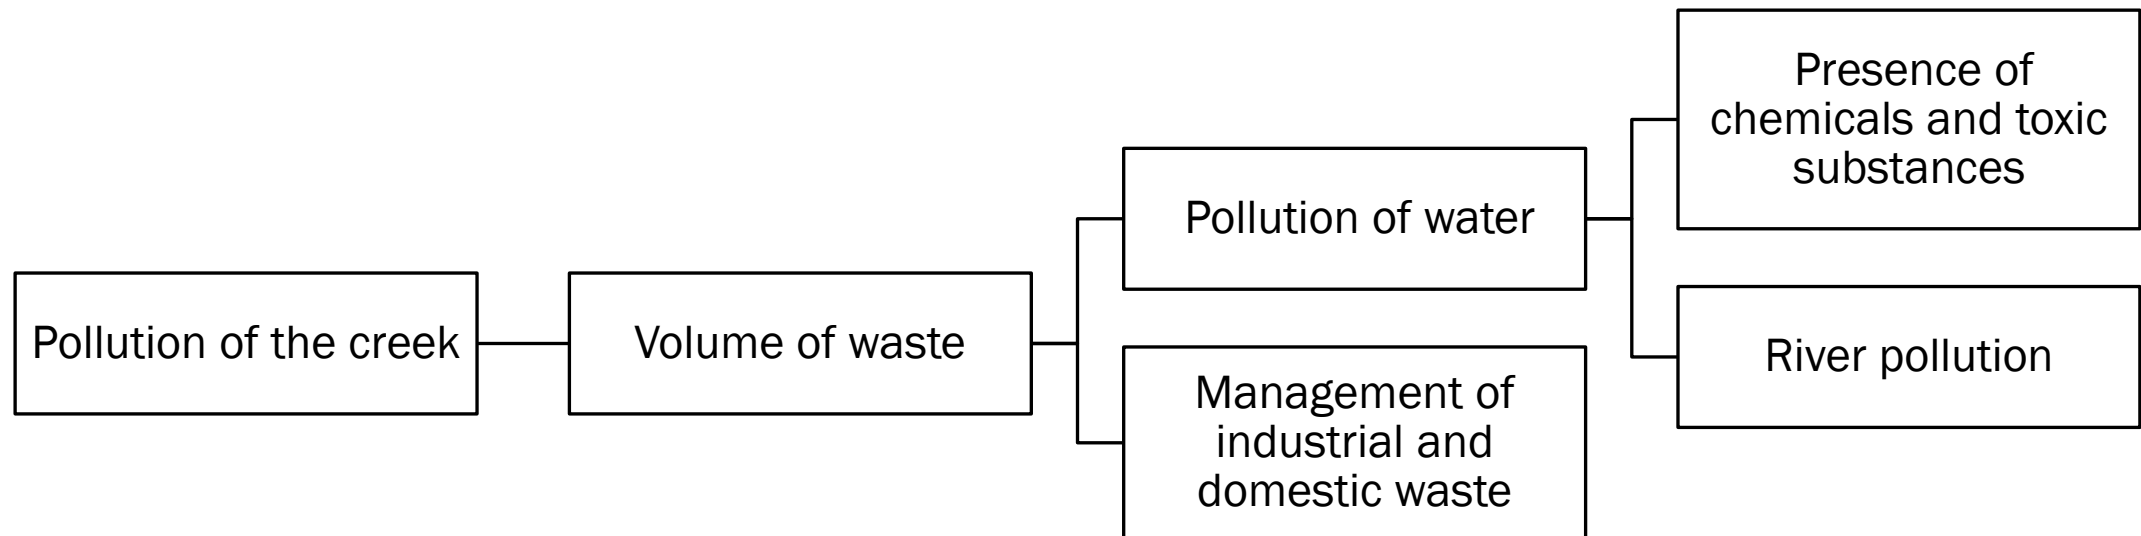 Pollution of the creek
Volume of waste
Pollution of water
Management of
industrial and
domestic waste
Presence of
chemicals and toxic
substances
River pollution